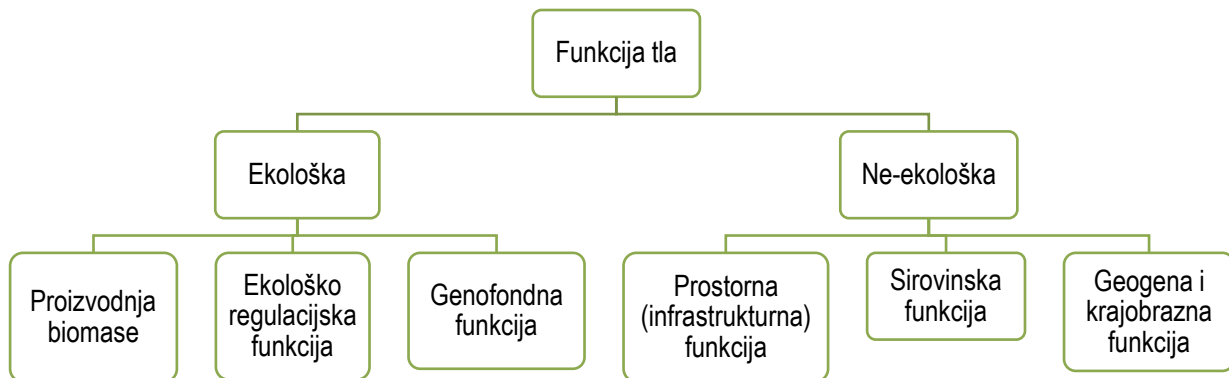 Funkcija tla
Ekološka
Ne-ekološka
Proizvodnja
biomase
Ekološko
regulacijska
funkcija
Genofondna
funkcija
Prostorna
(infrastrukturna)
funkcija
Sirovinska
funkcija
Geogena i
krajobrazna
funkcija